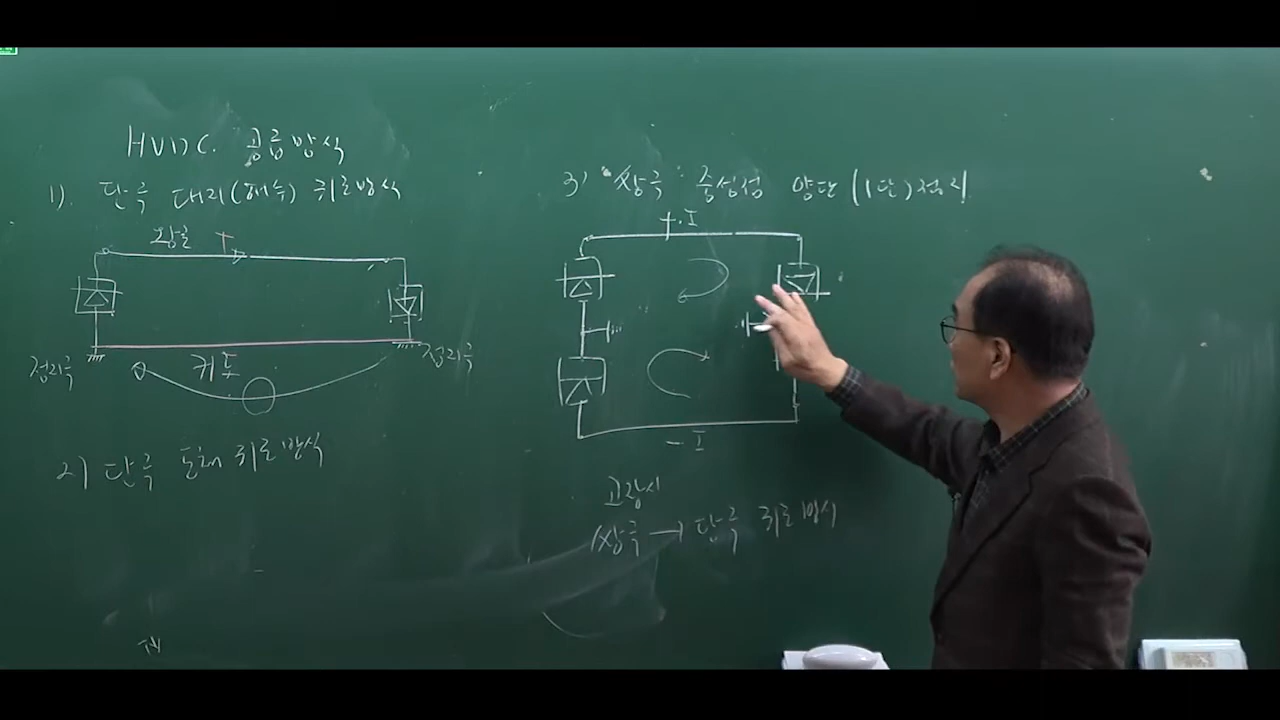 HVDC. 공급방식
1). 단극 대지(해수) 귀로방식
+
접지극
귀로
접지극
2) 단극 도체 귀로방식
3) 쌍극 중성점 양단(1단)접지
+.I
- I
고장시
쌍극 → 단극 귀로방식